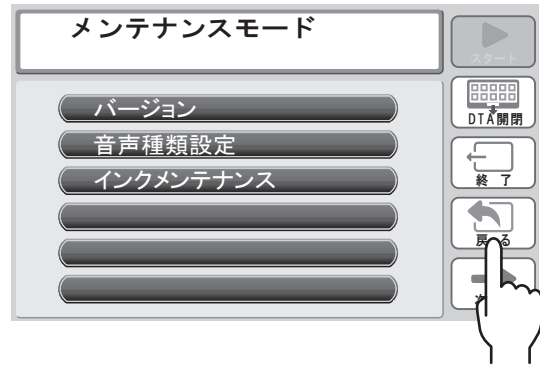 メンテナンスモード
スタート
バージョン
音声種類設定
インクメンテナンス
DTA開閉
終 了
戻 る
次